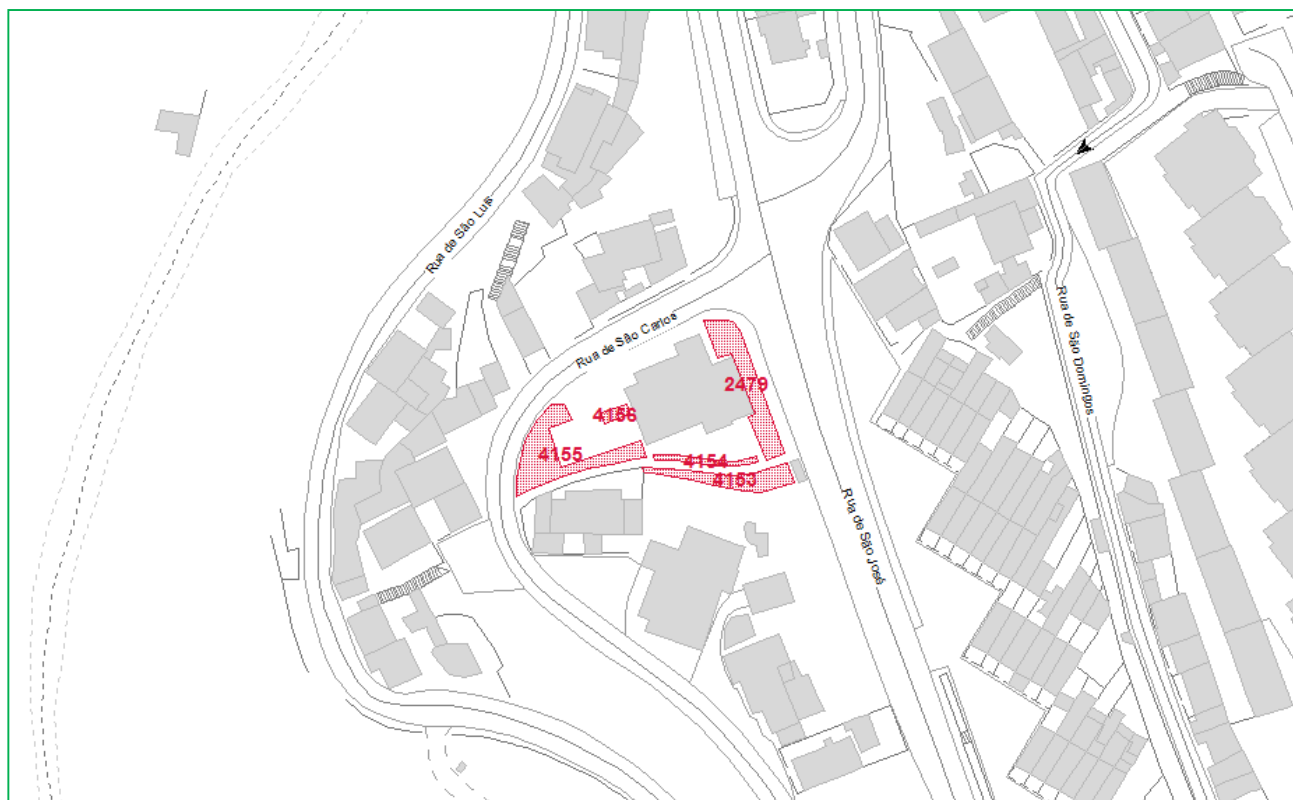 Rua de São Luís
Rua de São Carlos
Rua de São Domingos
2479
4156
4155
4154
4153
Rua de São José